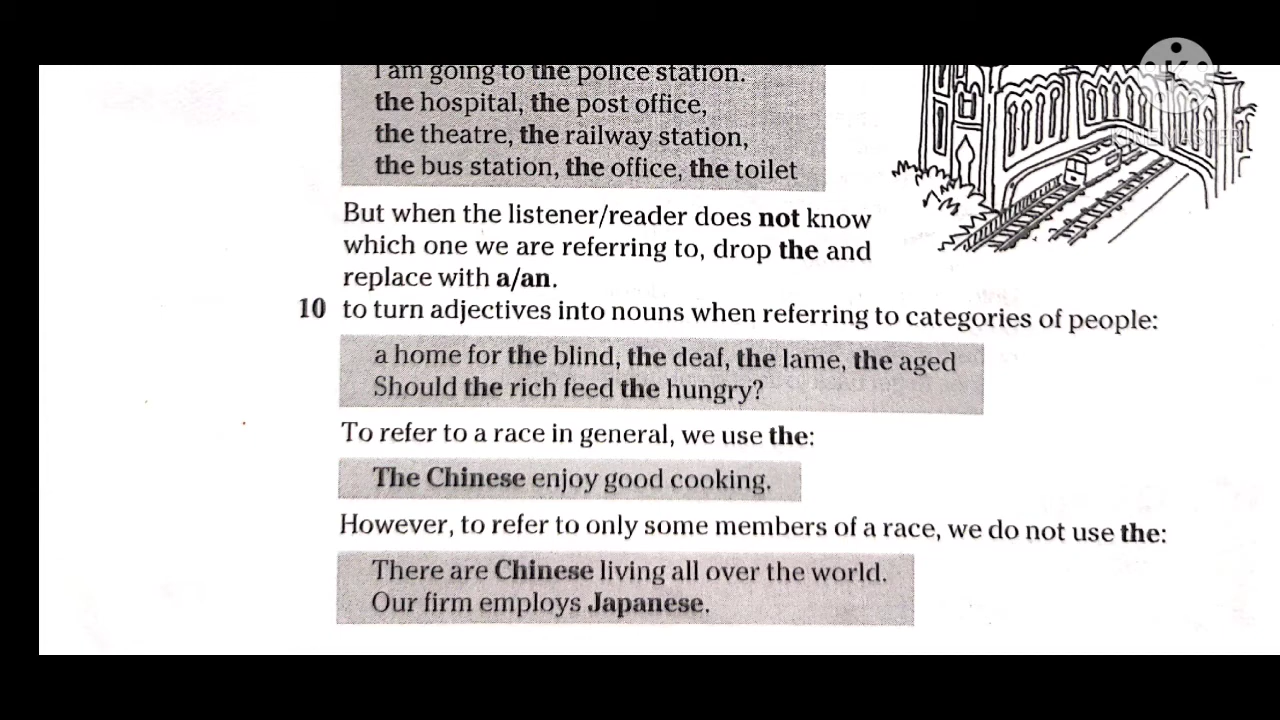 I am going to the police station.
the hospital, the post office,
the theatre, the railway station,
the bus station, the office, the toilet
But when the listener/reader does not know
which one we are referring to, drop the and
replace with a/an.
10 to turn adjectives into nouns when referring to categories of people:
a home for the blind, the deaf, the lame, the aged
Should the rich feed the hungry?
To refer to a race in general, we use the:
The Chinese enjoy good cooking.
However, to refer to only some members of a race, we do not use the:
There are Chinese living all over the world.
Our firm employs Japanese.
KINEMASTER